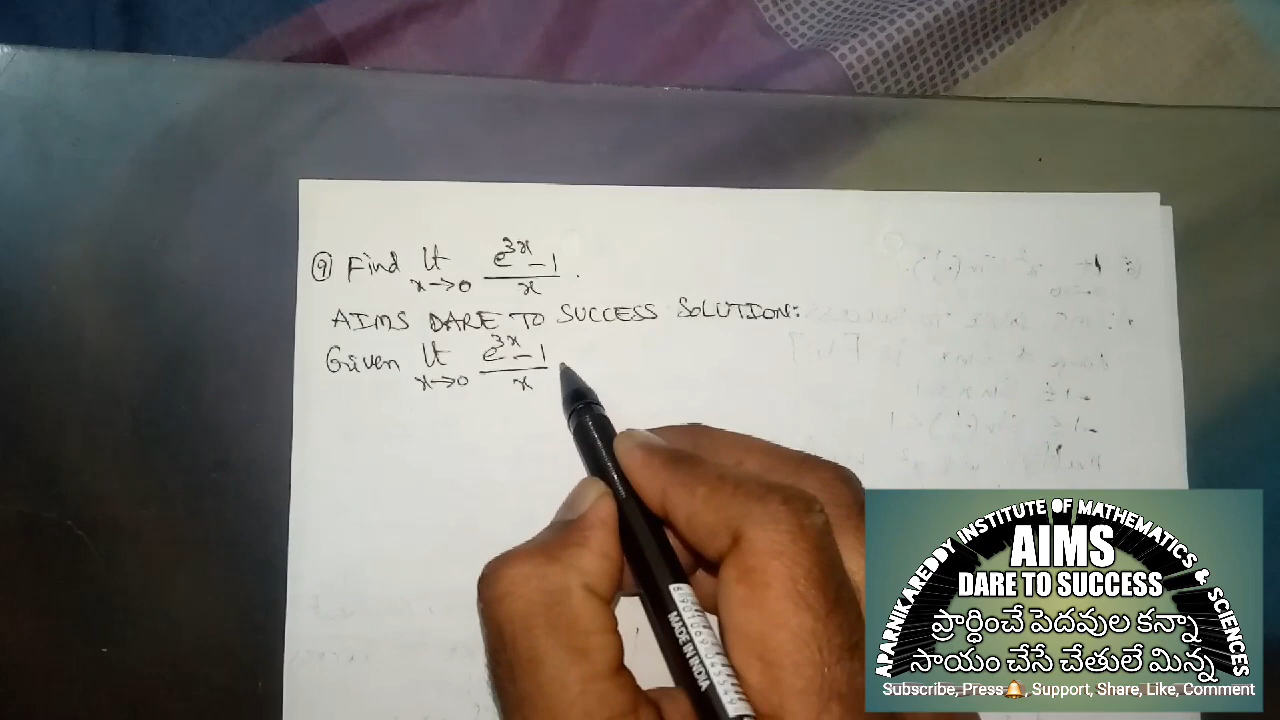 ⑨ Find lt x→0 e^3x-1 / x .
AIMS DARE TO SUCCESS SOLUTION:
Given lt x→0 e^3x-1 / x
MADE IN INDIA
APARNIKAREDDY INSTITUTE OF MATHEMATICS & SCIENCES
AIMS
DARE TO SUCCESS
ప్రార్ధించే పెదవుల కన్నా
సాయం చేసే చేతులే మిన్న
Subscribe, Press🔔, Support, Share, Like, Comment